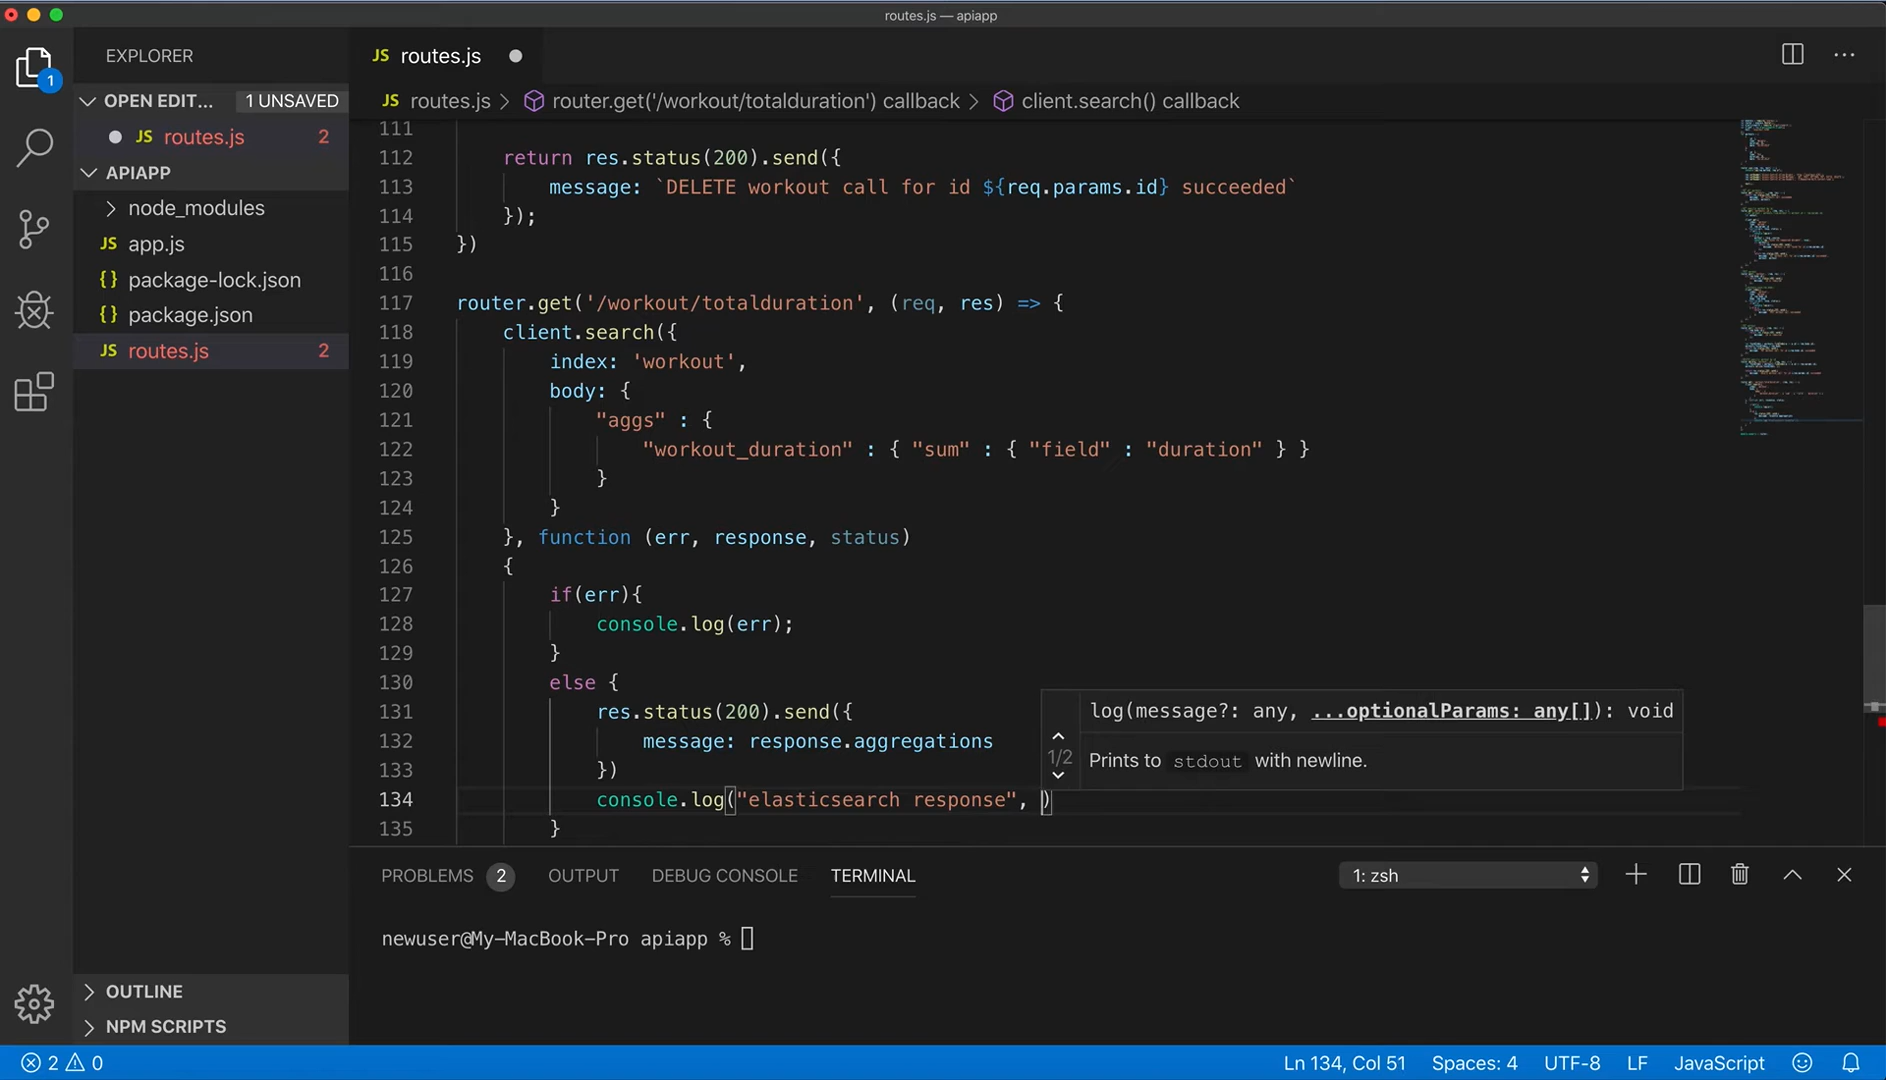 routes.js — apiapp
EXPLORER
1
OPEN EDIT... 1 UNSAVED
JS routes.js 2
APIAPP
node_modules
JS app.js
{} package-lock.json
{} package.json
JS routes.js 2
OUTLINE
NPM SCRIPTS
JS routes.js
JS routes.js > router.get('/workout/totalduration') callback > client.search() callback
111
112 return res.status(200).send({
113 message: `DELETE workout call for id ${req.params.id} succeeded`
114 });
115 })
116
117 router.get('/workout/totalduration', (req, res) => {
118 client.search({
119 index: 'workout',
120 body: {
121 "aggs" : {
122 "workout_duration" : { "sum" : { "field" : "duration" } }
123 }
124 }
125 }, function (err, response, status)
126 {
127 if(err){
128 console.log(err);
129 }
130 else {
131 res.status(200).send({
132 message: response.aggregations
133 })
134 console.log("elasticsearch response", )
135 }
log(message?: any, ...optionalParams: any[]): void
1/2
Prints to stdout with newline.
PROBLEMS 2 OUTPUT DEBUG CONSOLE TERMINAL 1: zsh
newuser@My-MacBook-Pro apiapp %
2 0 Ln 134, Col 51 Spaces: 4 UTF-8 LF JavaScript